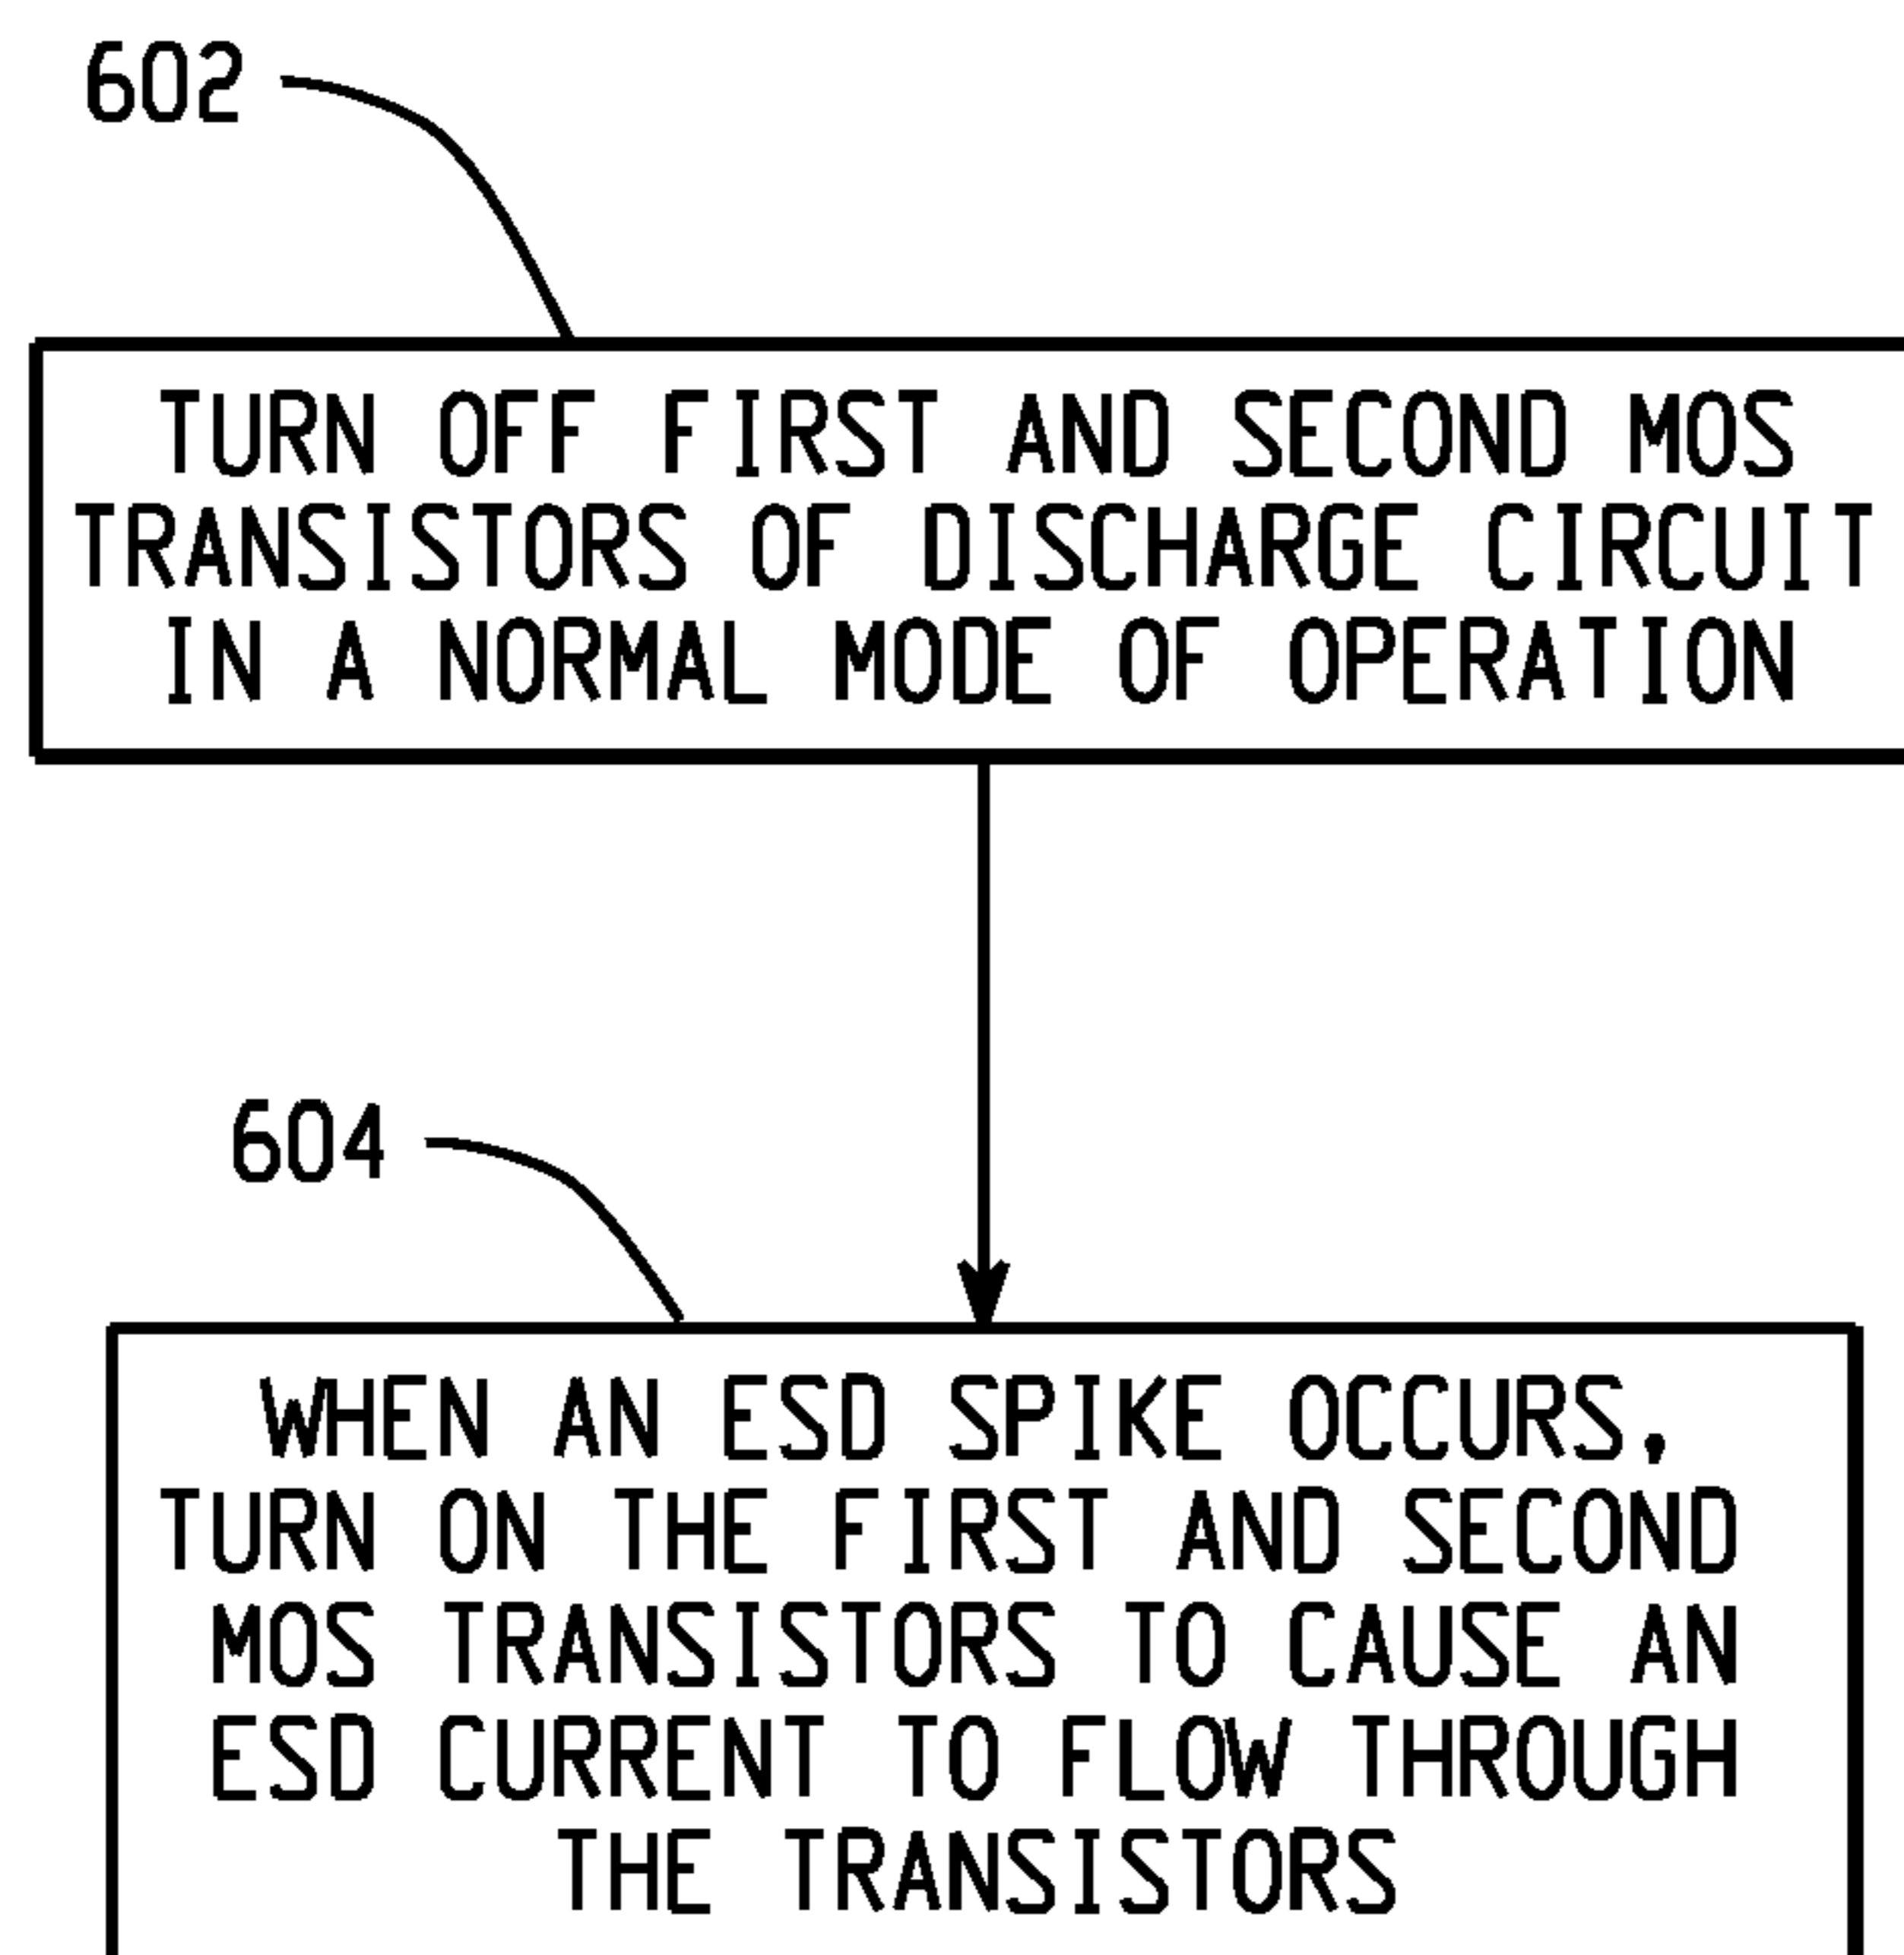 602
TURN OFF FIRST AND SECOND MOS
TRANSISTORS OF DISCHARGE CIRCUIT
IN A NORMAL MODE OF OPERATION
604
WHEN AN ESD SPIKE OCCURS,
TURN ON THE FIRST AND SECOND
MOS TRANSISTORS TO CAUSE AN
ESD CURRENT TO FLOW THROUGH
THE TRANSISTORS